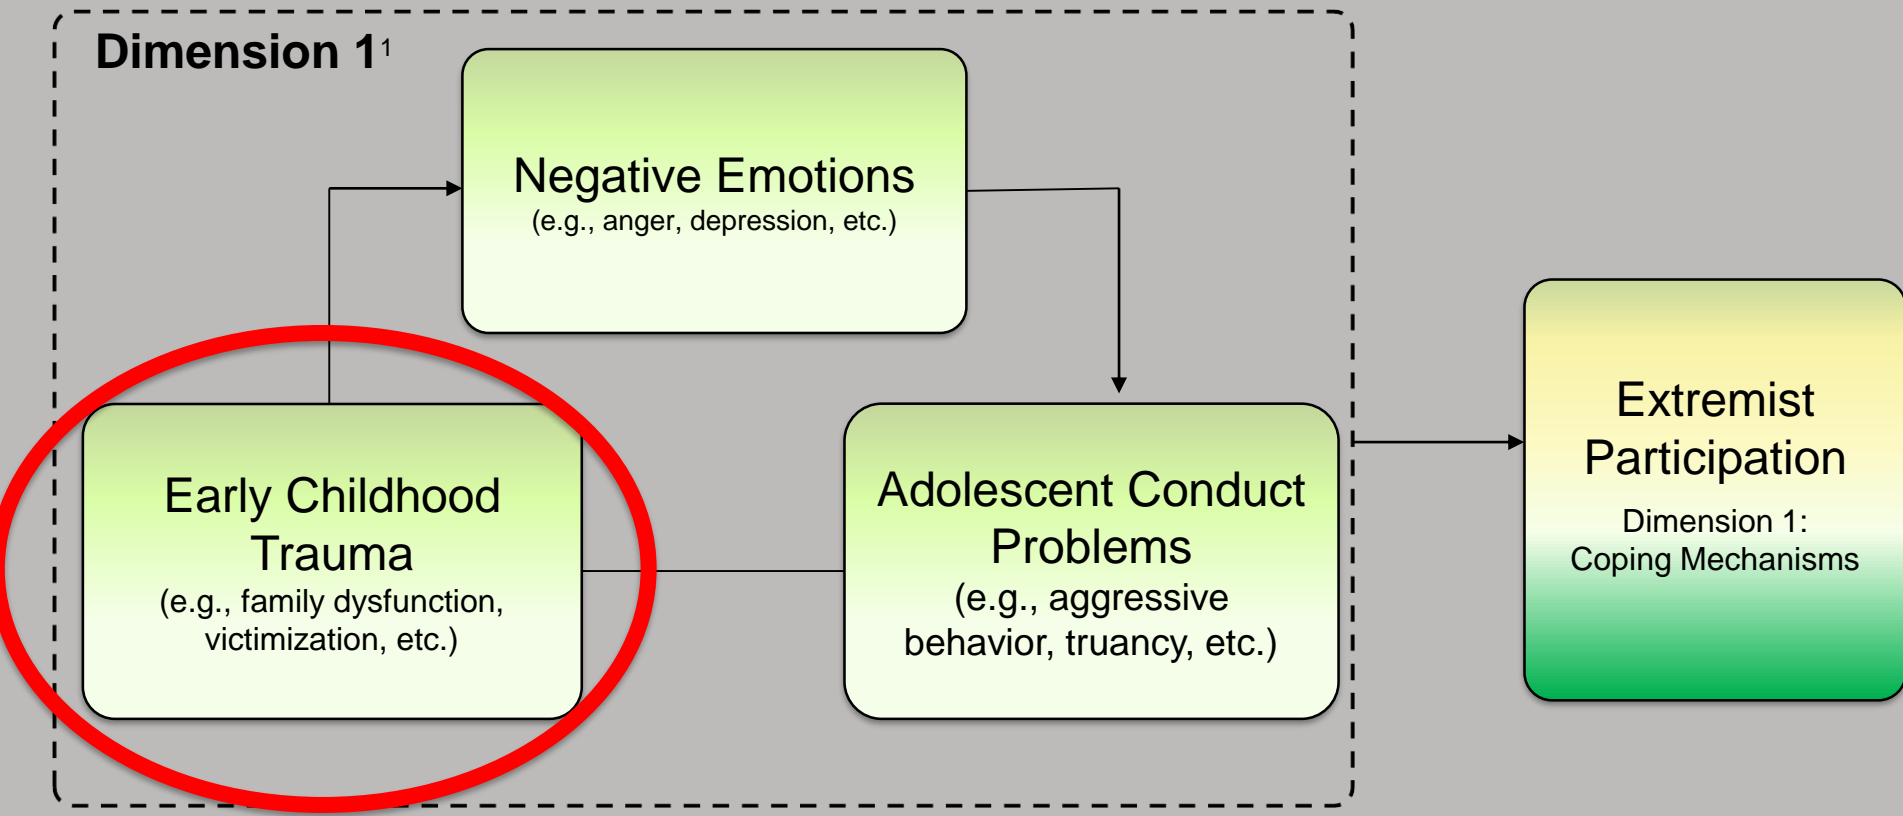 Dimension 1¹
Negative Emotions
(e.g., anger, depression, etc.)
Early Childhood
Trauma
(e.g., family dysfunction,
victimization, etc.)
Adolescent Conduct
Problems
(e.g., aggressive
behavior, truancy, etc.)
Extremist
Participation
Dimension 1:
Coping Mechanisms